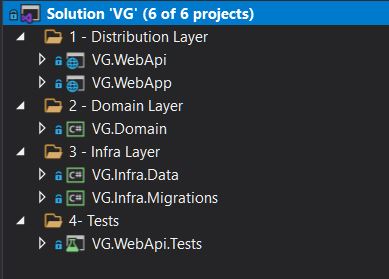 Solution 'VG' (6 of 6 projects)
1 - Distribution Layer
VG.WebApi
VG.WebApp
2 - Domain Layer
C# VG.Domain
3 - Infra Layer
C# VG.Infra.Data
C# VG.Infra.Migrations
4- Tests
VG.WebApi.Tests